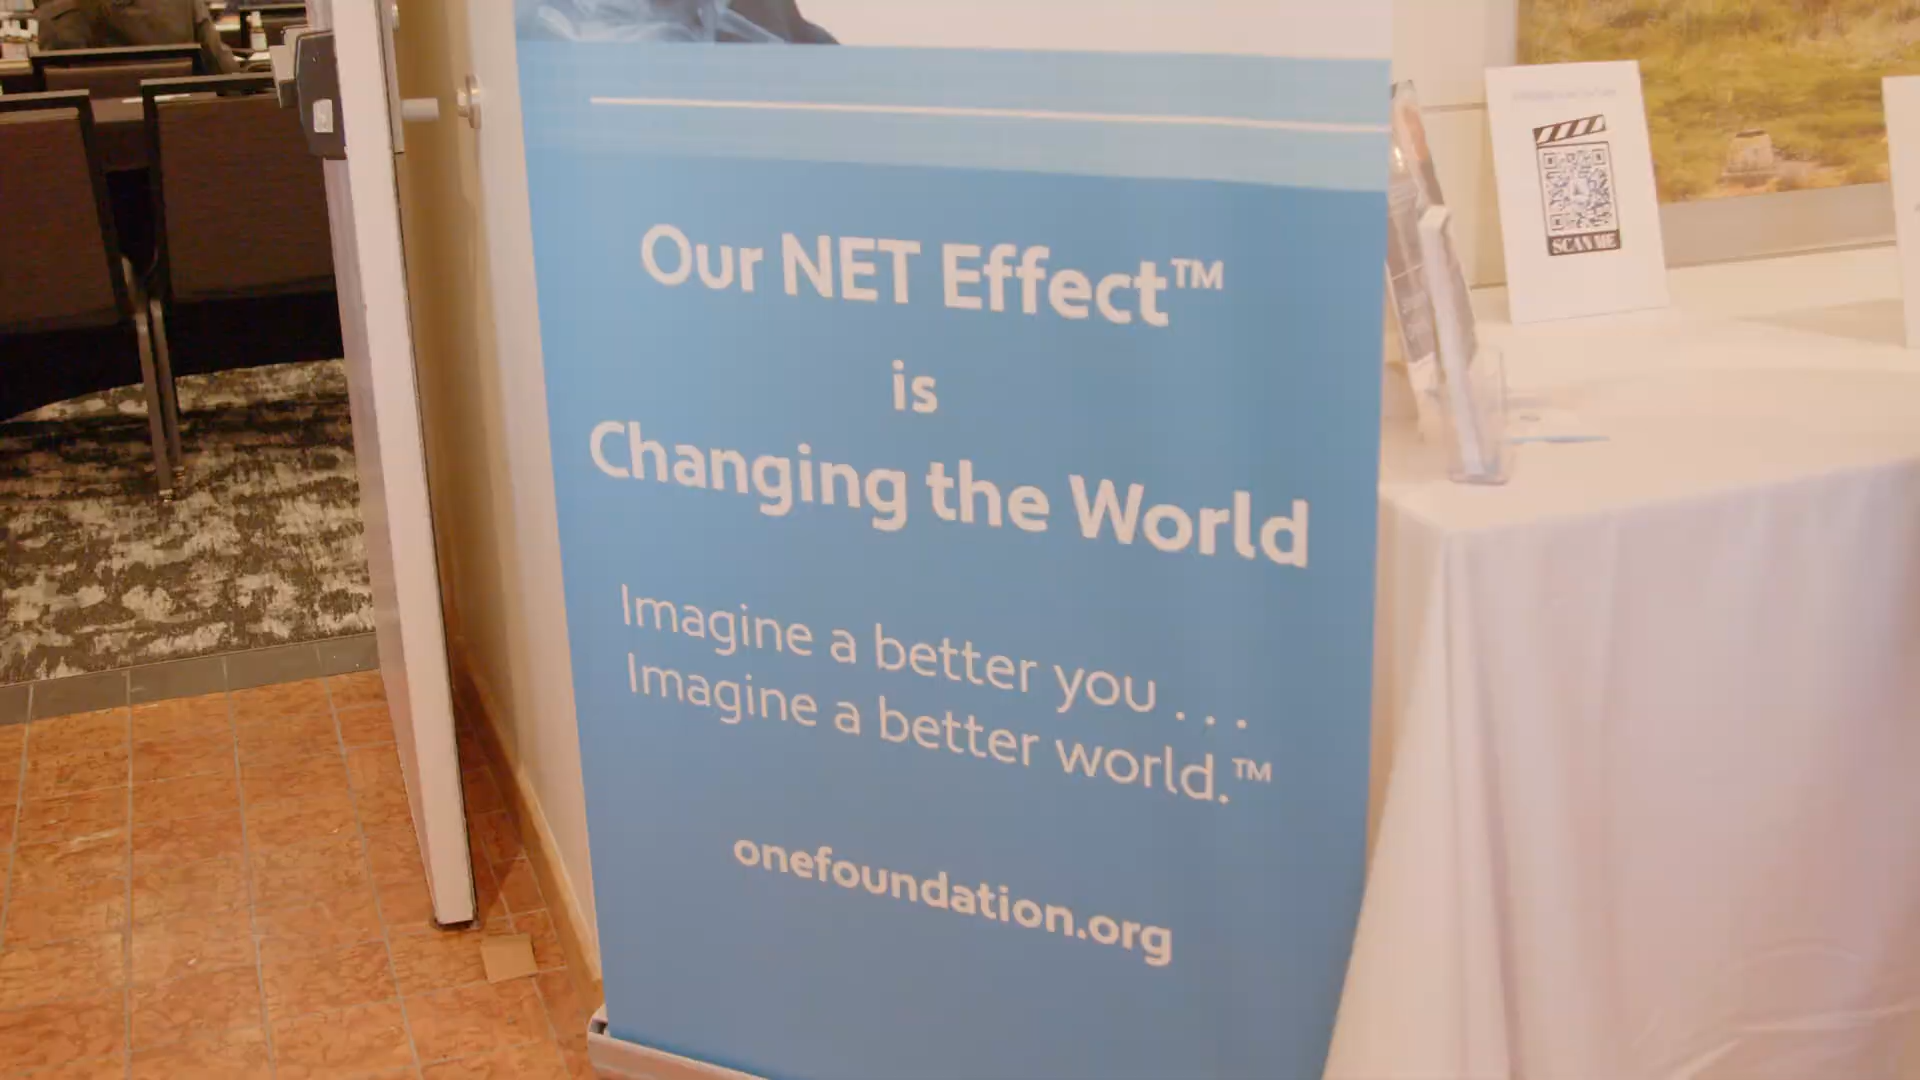 Our NET Effect™
is
Changing the World
Imagine a better you . . .
Imagine a better world.™
onefoundation.org
SCAN ME